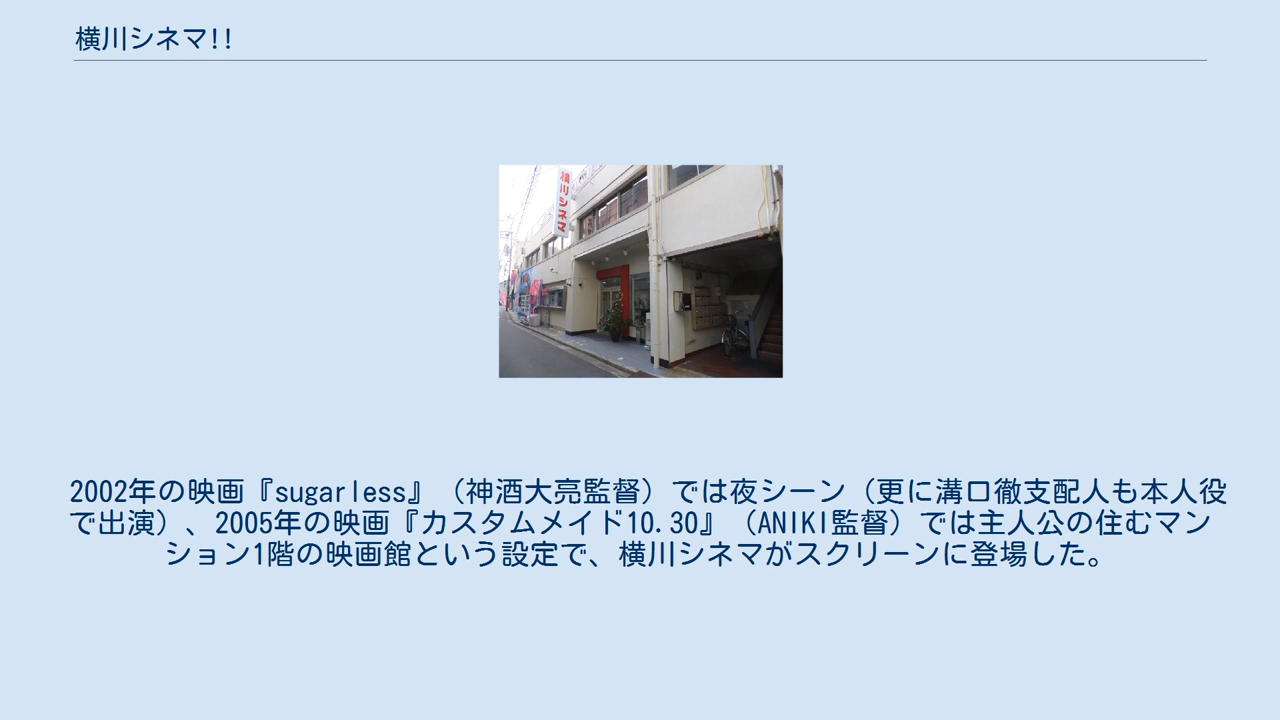 横川シネマ!!
横川シネマ
2002年の映画『sugarless』（神酒大亮監督）では夜シーン（更に溝口徹支配人も本人役
で出演）、2005年の映画『カスタムメイド10.30』（ANIKI監督）では主人公の住むマン
ション1階の映画館という設定で、横川シネマがスクリーンに登場した。